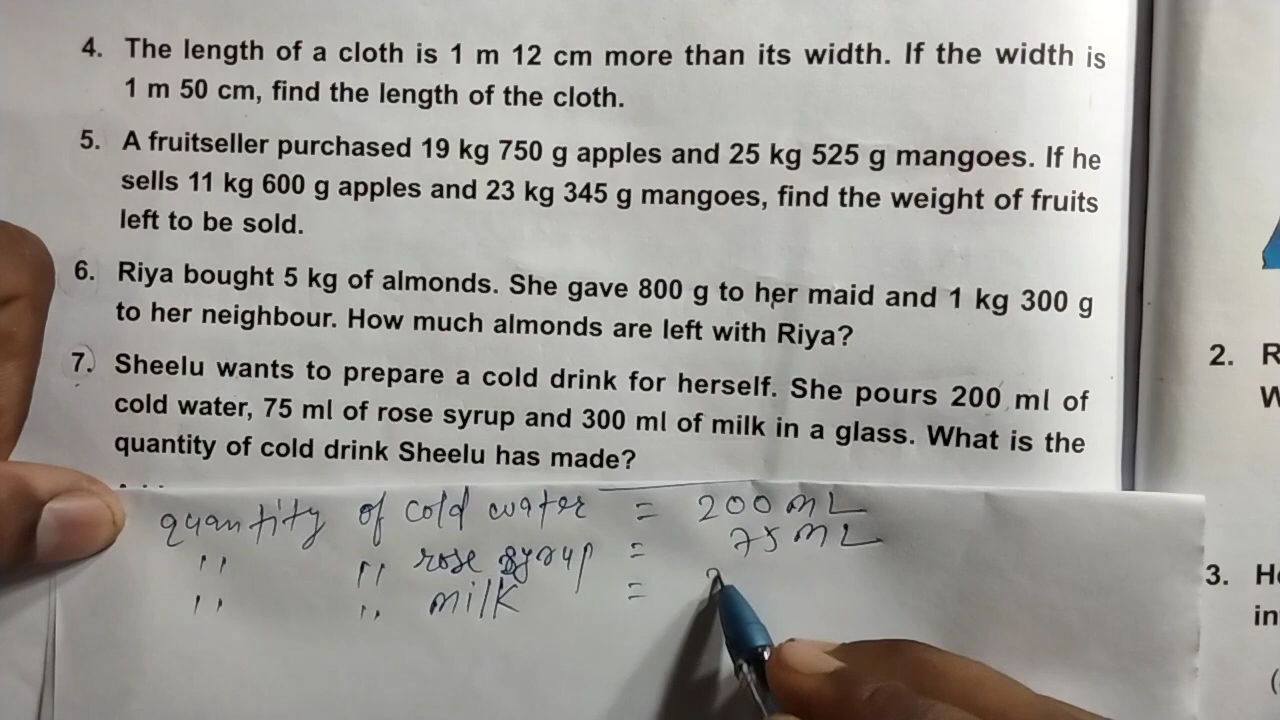 4. The length of a cloth is 1 m 12 cm more than its width. If the width is
1 m 50 cm, find the length of the cloth.
5. A fruitseller purchased 19 kg 750 g apples and 25 kg 525 g mangoes. If he
sells 11 kg 600 g apples and 23 kg 345 g mangoes, find the weight of fruits
left to be sold.
6. Riya bought 5 kg of almonds. She gave 800 g to her maid and 1 kg 300 g
to her neighbour. How much almonds are left with Riya?
7. Sheelu wants to prepare a cold drink for herself. She pours 200 ml of
cold water, 75 ml of rose syrup and 300 ml of milk in a glass. What is the
quantity of cold drink Sheelu has made?
quantity of cold water = 200 mL
,, ,, rose syrup = 75 mL
,, ,, milk =
2.
3.
in